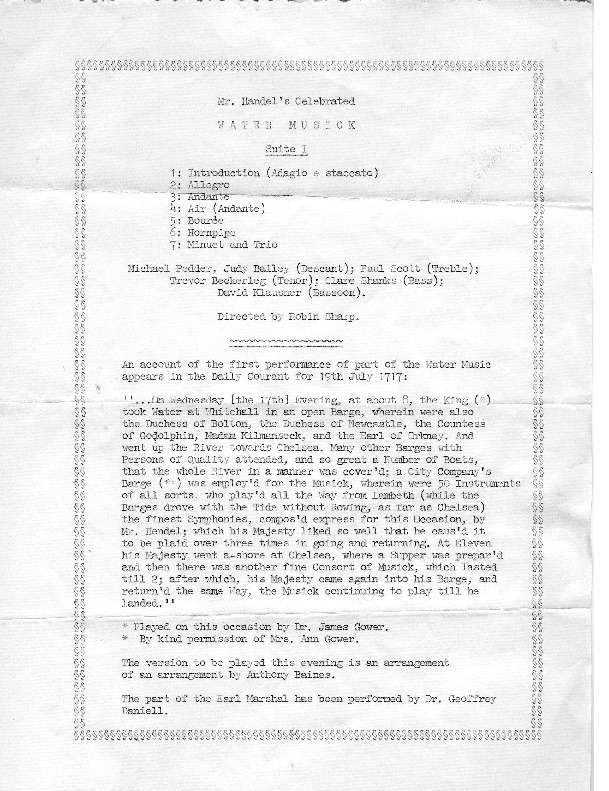 Mr. Handel's Celebrated
WATER MUSICK
Suite I
1: Introduction (Adagio e staccato)
2: Allegro
3: Andante
4: Air (Andante)
5: Bourée
6: Hornpipe
7: Minuet and Trio
Michael Pedder, Judy Bailey (Descant); Paul Scott (Treble);
Trevor Beckerleg (Tenor); Clare Shanks (Bass);
David Klausner (Bassoon).
Directed by Robin Sharp.
An account of the first performance of part of the Water Music
appears in the Daily Courant for 19th July 1717:
''...On Wednesday [the 17th] Evening, at about 8, the King (*)
took Water at Whitehall in an open Barge, wherein were also
the Duchess of Bolton, the Duchess of Newcastle, the Countess
of Godolphin, Madam Kilmanseck, and the Earl of Orkney. And
went up the River towards Chelsea. Many other Barges with
Persons of Quality attended, and so great a Number of Boats,
that the whole River in a manner was cover'd; a City Company's
Barge (**) was employ'd for the Musick, wherein were 50 Instruments
of all sorts, who play'd all the Way from Lambeth (while the
Barges drove with the Tide without Rowing, as far as Chelsea)
the finest Symphonies, compos'd express for this Occasion, by
Mr. Hendel; which his Majesty liked so well that he caus'd it
to be plaid over three times in going and returning. At Eleven
his Majesty went a-shore at Chelsea, where a Supper was prepar'd
and then there was another fine Consort of Musick, which lasted
till 2; after which, his Majesty came again into his Barge, and
return'd the same Way, the Musick continuing to play till he
landed.''
* Played on this occasion by Dr. James Gower.
* By kind permission of Mrs. Ann Gower.
The version to be played this evening is an arrangement
of an arrangement by Anthony Baines.
The part of the Earl Marshal has been performed by Dr. Geoffrey
Daniell.